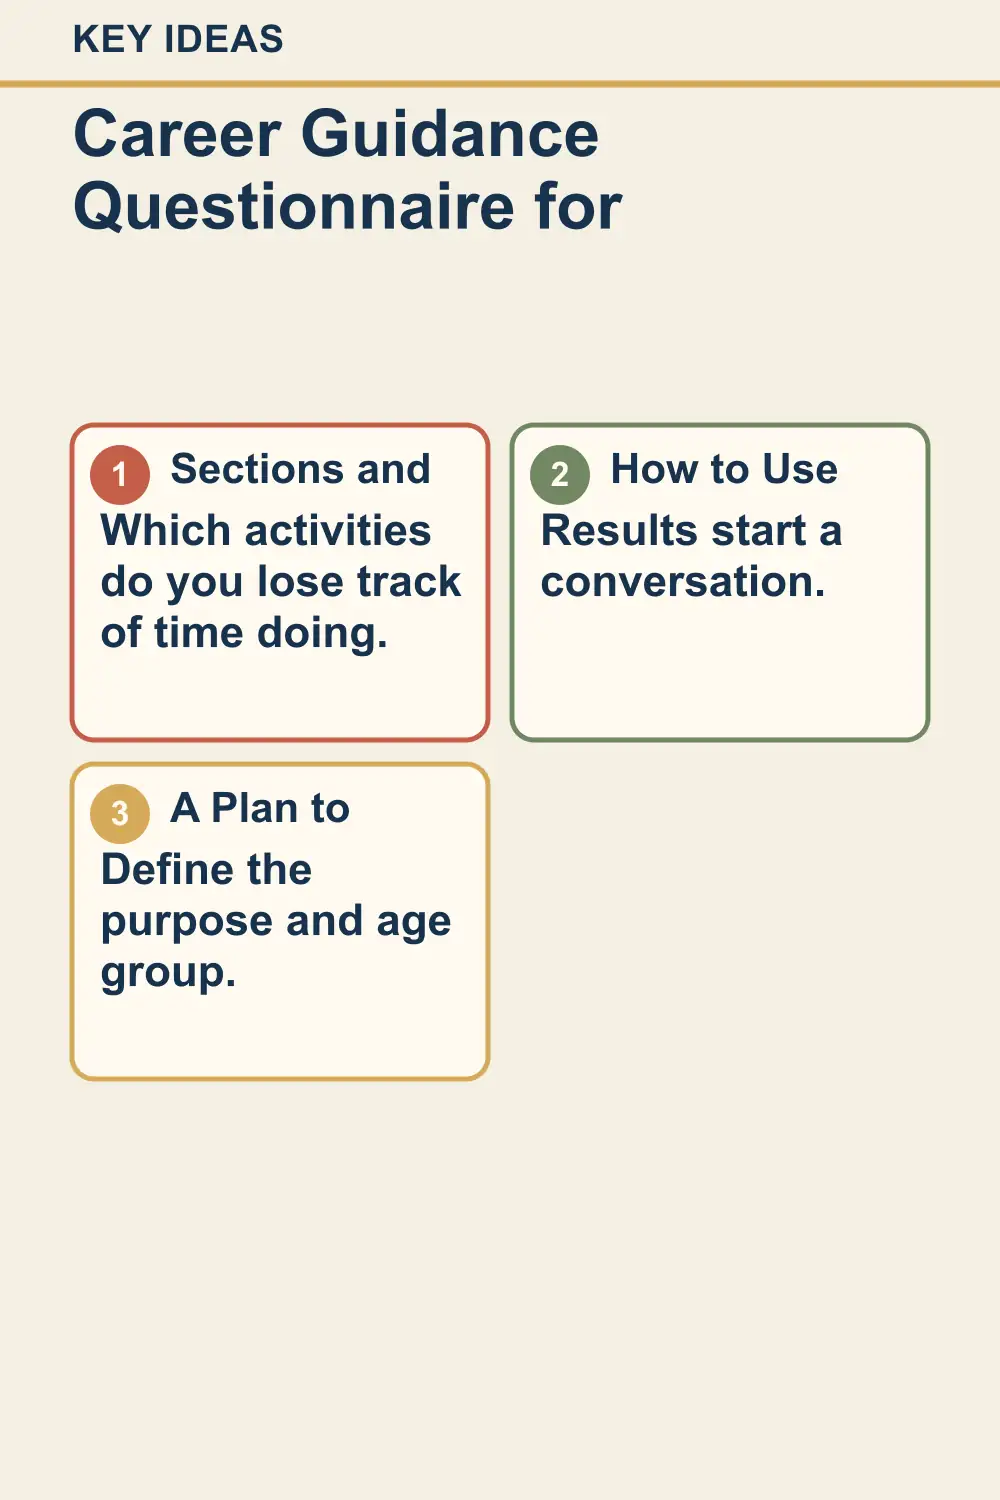 KEY IDEAS
Career Guidance
Questionnaire for
1 Sections and
Which activities
do you lose track
of time doing.
2 How to Use
Results start a
conversation.
3 A Plan to
Define the
purpose and age
group.